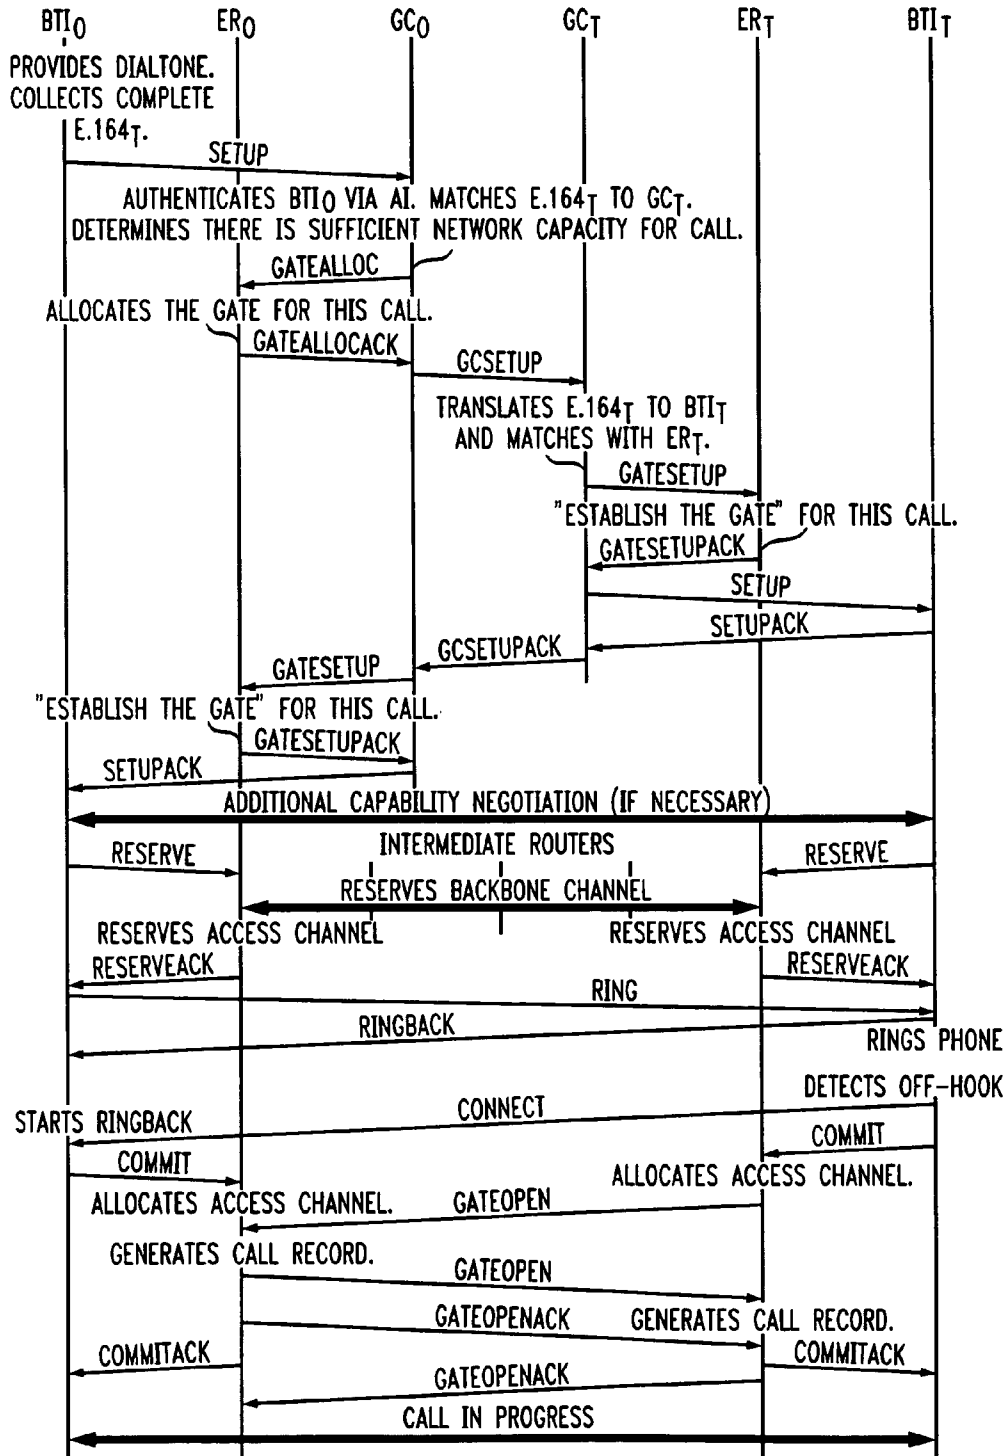 BTIO ERO GCO GCT ERT BTIT
PROVIDES DIALTONE.
COLLECTS COMPLETE
E.164T.
SETUP
AUTHENTICATES BTIO VIA AI. MATCHES E.164T TO GCT.
DETERMINES THERE IS SUFFICIENT NETWORK CAPACITY FOR CALL.
GATEALLOC
ALLOCATES THE GATE FOR THIS CALL.
GATEALLOCACK
GCSETUP
TRANSLATES E.164T TO BTIT
AND MATCHES WITH ERT.
GATESETUP
"ESTABLISH THE GATE" FOR THIS CALL.
GATESETUPACK
SETUP
SETUPACK
GCSETUPACK
GATESETUP
"ESTABLISH THE GATE" FOR THIS CALL.
GATESETUPACK
SETUPACK
ADDITIONAL CAPABILITY NEGOTIATION (IF NECESSARY)
RESERVE INTERMEDIATE ROUTERS RESERVE
RESERVES BACKBONE CHANNEL
RESERVES ACCESS CHANNEL RESERVES ACCESS CHANNEL
RESERVEACK RESERVEACK
RING
RINGBACK
RINGS PHONE
DETECTS OFF-HOOK
STARTS RINGBACK CONNECT
COMMIT
COMMIT
ALLOCATES ACCESS CHANNEL.
ALLOCATES ACCESS CHANNEL. GATEOPEN
GENERATES CALL RECORD.
GATEOPEN
GATEOPENACK GENERATES CALL RECORD.
COMMITACK COMMITACK
GATEOPENACK
CALL IN PROGRESS